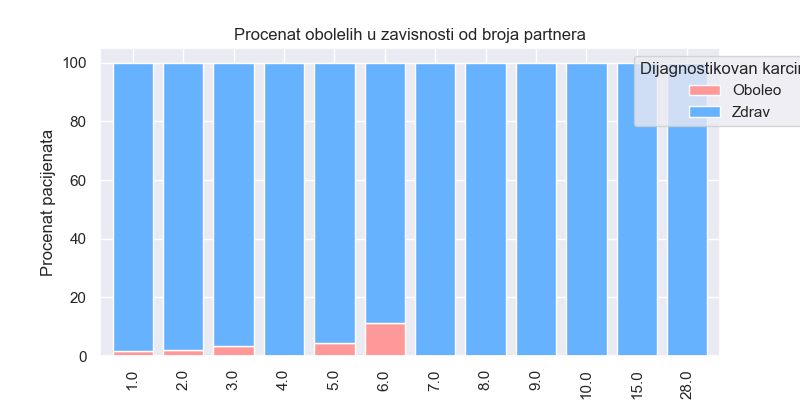 Procenat obolelih u zavisnosti od broja partnera
Dijagnostikovan karcin
Oboleo
Zdrav
Procenat pacijenata
100
80
60
40
20
0
1.0 2.0 3.0 4.0 5.0 6.0 7.0 8.0 9.0 10.0 15.0 28.0